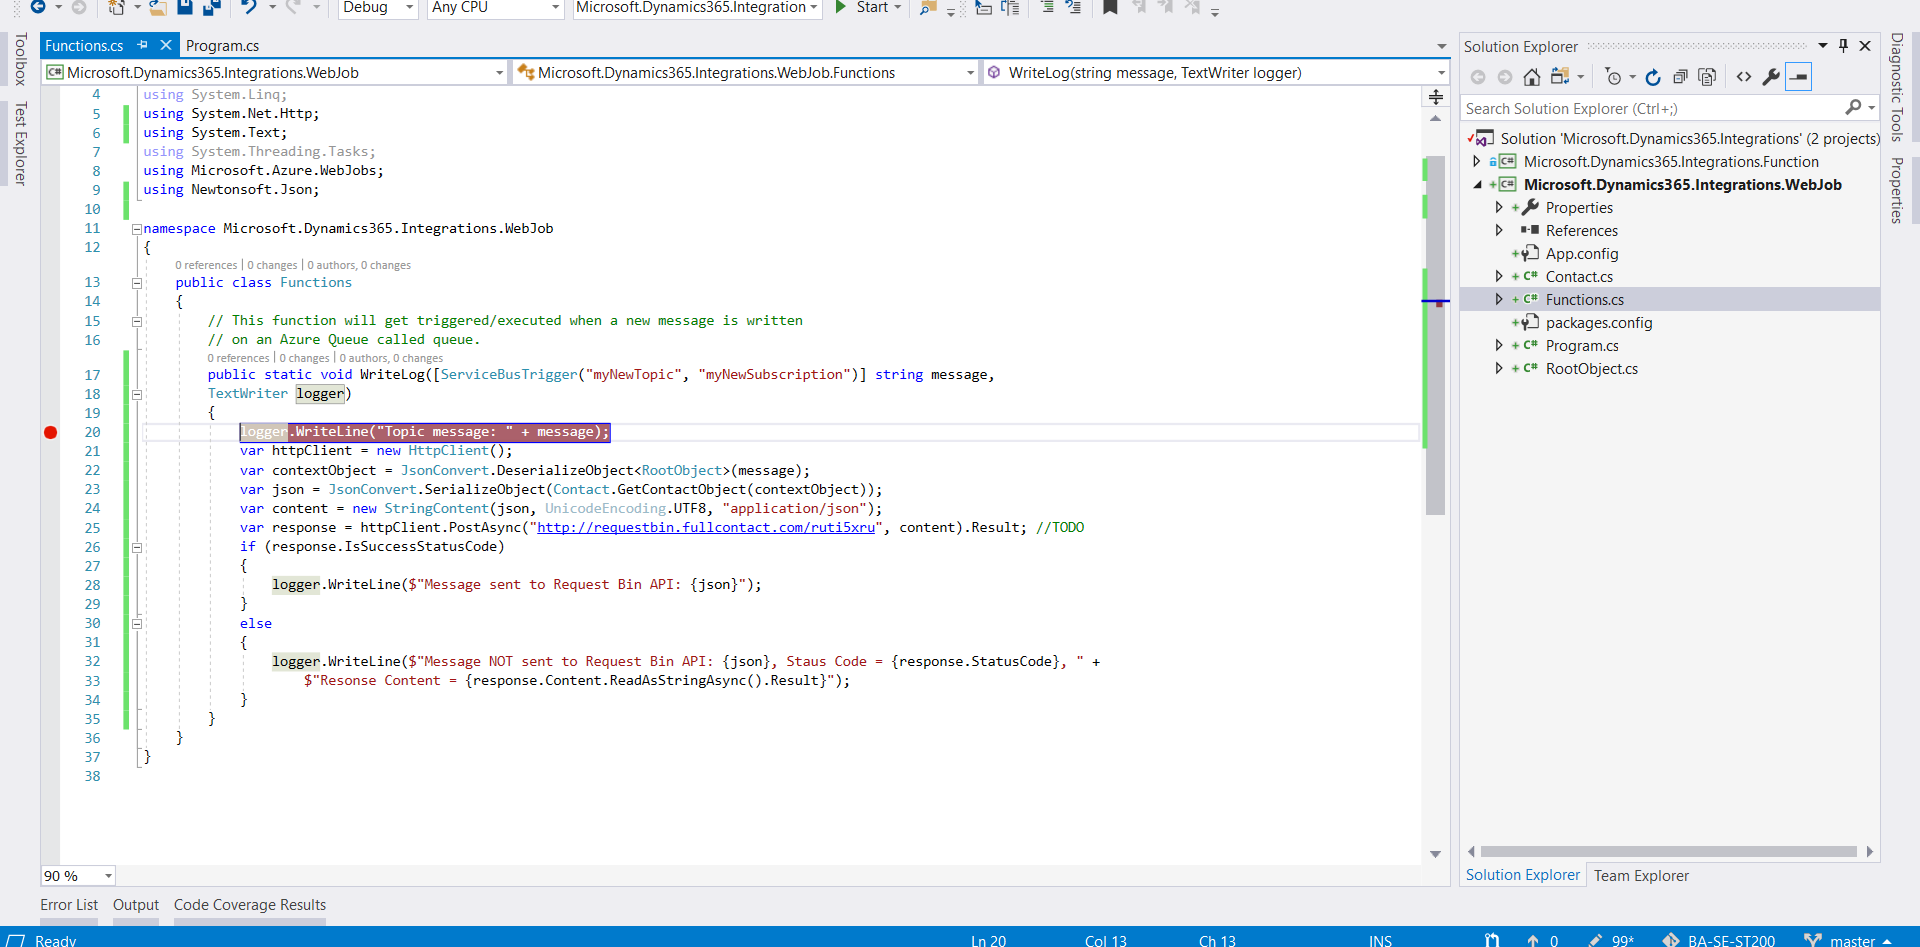 Debug Any CPU Microsoft.Dynamics365.Integration Start
Toolbox
Test Explorer
Functions.cs Program.cs
Microsoft.Dynamics365.Integrations.WebJob Microsoft.Dynamics365.Integrations.WebJob.Functions WriteLog(string message, TextWriter logger)
4 using System.Linq;
5 using System.Net.Http;
6 using System.Text;
7 using System.Threading.Tasks;
8 using Microsoft.Azure.WebJobs;
9 using Newtonsoft.Json;
10
11 namespace Microsoft.Dynamics365.Integrations.WebJob
12 {
0 references | 0 changes | 0 authors, 0 changes
13 public class Functions
14 {
15 // This function will get triggered/executed when a new message is written
16 // on an Azure Queue called queue.
0 references | 0 changes | 0 authors, 0 changes
17 public static void WriteLog([ServiceBusTrigger("myNewTopic", "myNewSubscription")] string message,
18 TextWriter logger)
19 {
20 logger.WriteLine("Topic message: " + message);
21 var httpClient = new HttpClient();
22 var contextObject = JsonConvert.DeserializeObject<RootObject>(message);
23 var json = JsonConvert.SerializeObject(Contact.GetContactObject(contextObject));
24 var content = new StringContent(json, UnicodeEncoding.UTF8, "application/json");
25 var response = httpClient.PostAsync("http://requestbin.fullcontact.com/ruti5xru", content).Result; //TODO
26 if (response.IsSuccessStatusCode)
27 {
28 logger.WriteLine($"Message sent to Request Bin API: {json}");
29 }
30 else
31 {
32 logger.WriteLine($"Message NOT sent to Request Bin API: {json}, Staus Code = {response.StatusCode}, " +
33 $"Resonse Content = {response.Content.ReadAsStringAsync().Result}");
34 }
35 }
36 }
37 }
38
90 %
Error List Output Code Coverage Results
Solution Explorer
Search Solution Explorer (Ctrl+;)
Solution 'Microsoft.Dynamics365.Integrations' (2 projects)
Microsoft.Dynamics365.Integrations.Function
Microsoft.Dynamics365.Integrations.WebJob
Properties
References
App.config
Contact.cs
Functions.cs
packages.config
Program.cs
RootObject.cs
Solution Explorer Team Explorer
Diagnostic Tools
Properties
Ready Ln 20 Col 13 Ch 13 INS 0 99* BA-SE-ST200 master